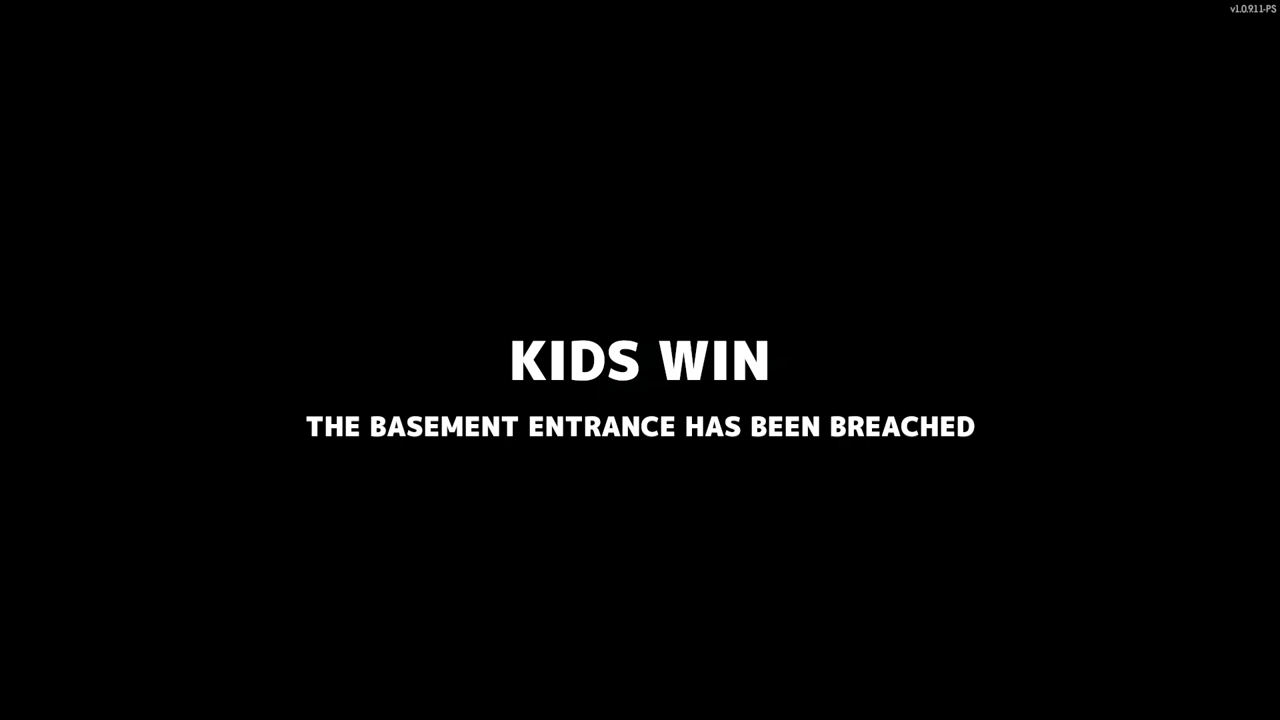 v1.0.911-PS
KIDS WIN
THE BASEMENT ENTRANCE HAS BEEN BREACHED